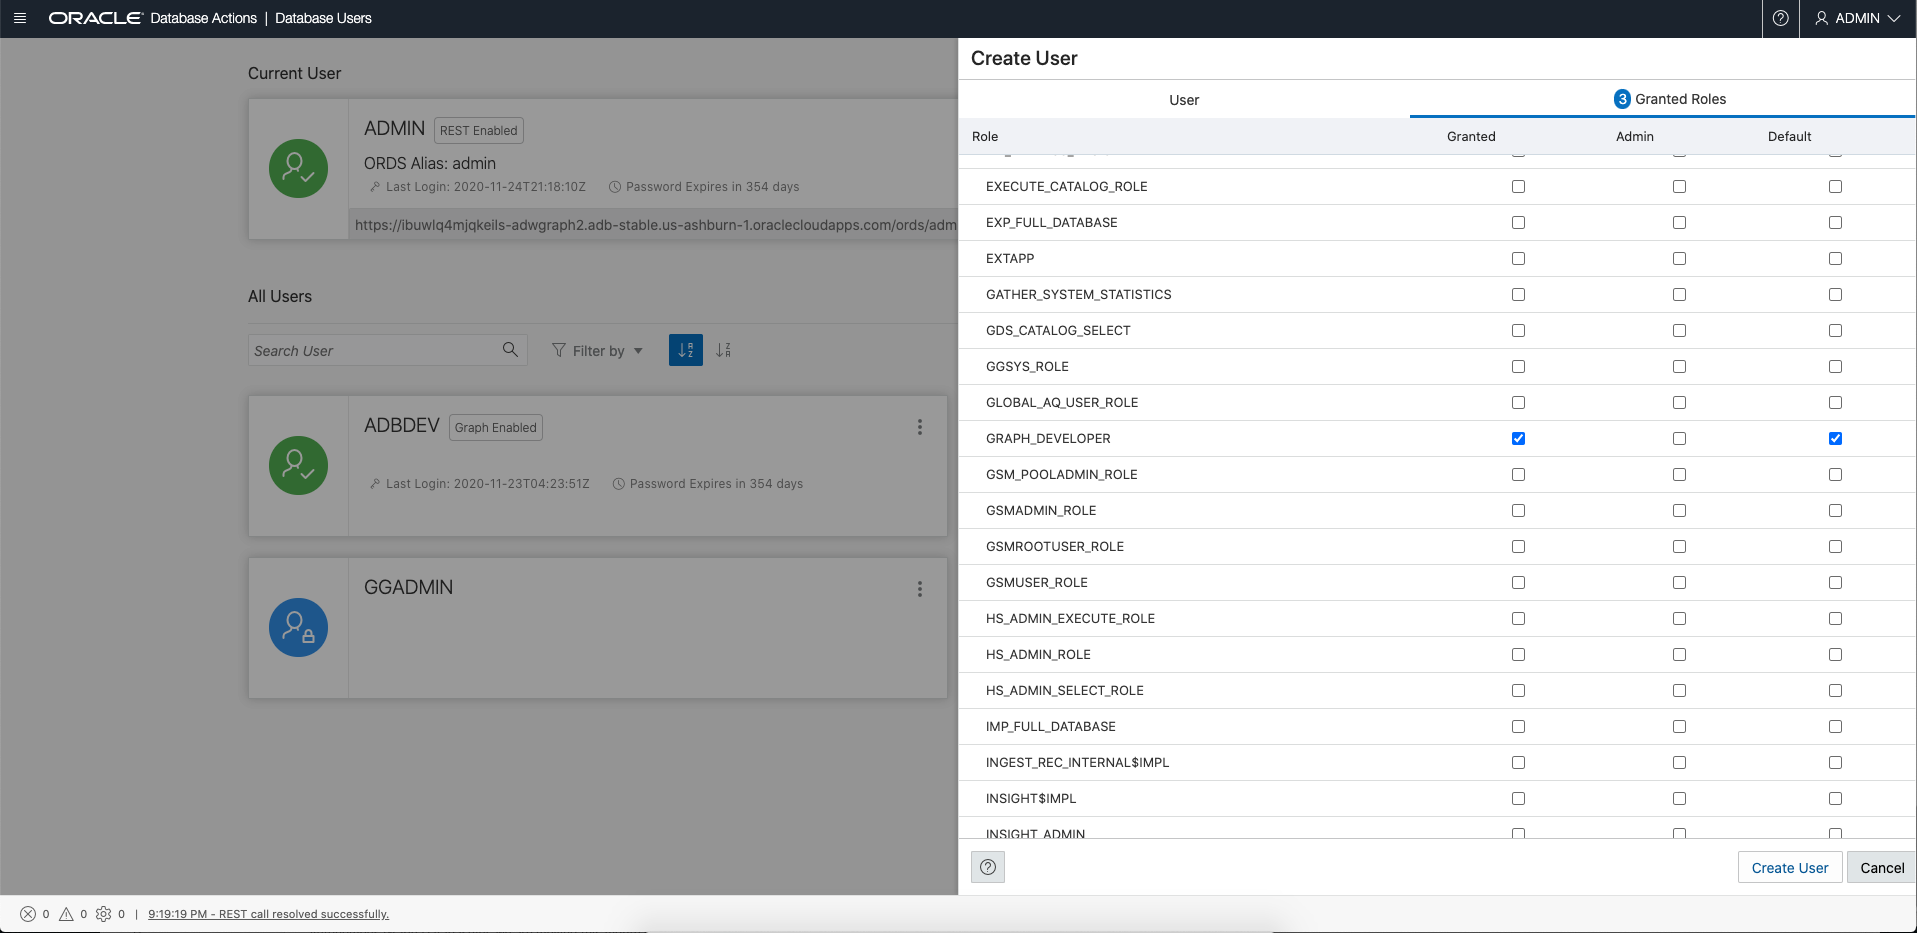 ORACLE Database Actions | Database Users
ADMIN
Current User
ADMIN REST Enabled
ORDS Alias: admin
Last Login: 2020-11-24T21:18:10Z Password Expires in 354 days
https://ibuwlq4mjqkeils-adwgraph2.adb-stable.us-ashburn-1.oraclecloudapps.com/ords/adm
All Users
Search User Filter by
ADBDEV Graph Enabled
Last Login: 2020-11-23T04:23:51Z Password Expires in 354 days
GGADMIN
Create User
User 3 Granted Roles
Role Granted Admin Default
EXECUTE_CATALOG_ROLE
EXP_FULL_DATABASE
EXTAPP
GATHER_SYSTEM_STATISTICS
GDS_CATALOG_SELECT
GGSYS_ROLE
GLOBAL_AQ_USER_ROLE
GRAPH_DEVELOPER
GSM_POOLADMIN_ROLE
GSMADMIN_ROLE
GSMROOTUSER_ROLE
GSMUSER_ROLE
HS_ADMIN_EXECUTE_ROLE
HS_ADMIN_ROLE
HS_ADMIN_SELECT_ROLE
IMP_FULL_DATABASE
INGEST_REC_INTERNAL$IMPL
INSIGHT$IMPL
INSIGHT_ADMIN
Create User Cancel
0 0 0 | 9:19:19 PM - REST call resolved successfully.